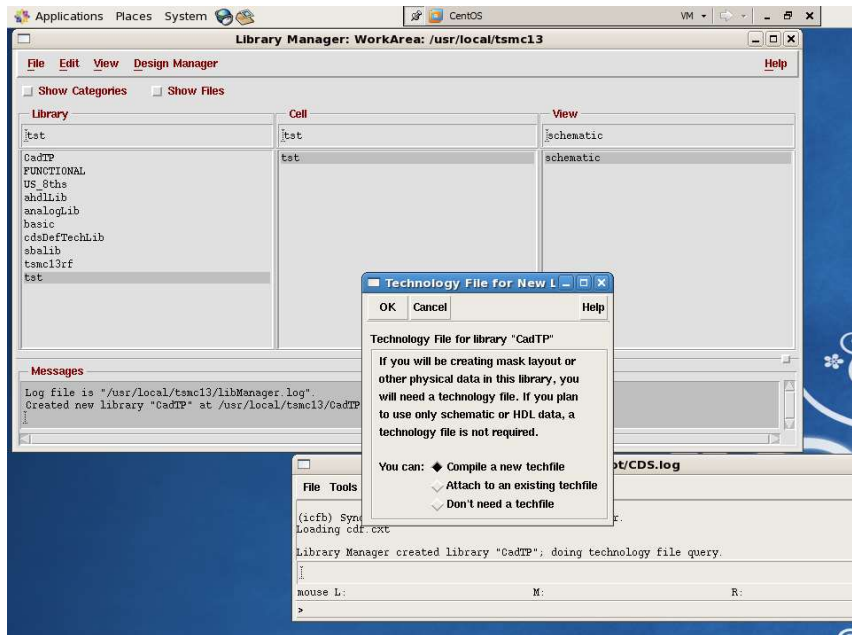 Applications Places System
CentOS
VM
Library Manager: WorkArea: /usr/local/tsmc13
File Edit View Design Manager Help
Show Categories Show Files
Library Cell View
tst tst schematic
CadTP tst schematic
FUNCTIONAL
US_8ths
ahdlLib
analogLib
basic
cdsDefTechLib
sbalib
tsmc13rf
tst
Technology File for New L
OK Cancel Help
Technology File for library "CadTP"
If you will be creating mask layout or
other physical data in this library, you
will need a technology file. If you plan
to use only schematic or HDL data, a
technology file is not required.
You can: Compile a new techfile
Attach to an existing techfile
Don't need a techfile
Messages
Log file is "/usr/local/tsmc13/libManager.log".
Created new library "CadTP" at /usr/local/tsmc13/CadTP
ot/CDS.log
File Tools
(icfb) Sync r.
Loading cdf.cxt
Library Manager created library "CadTP"; doing technology file query.
mouse L: M: R:
>